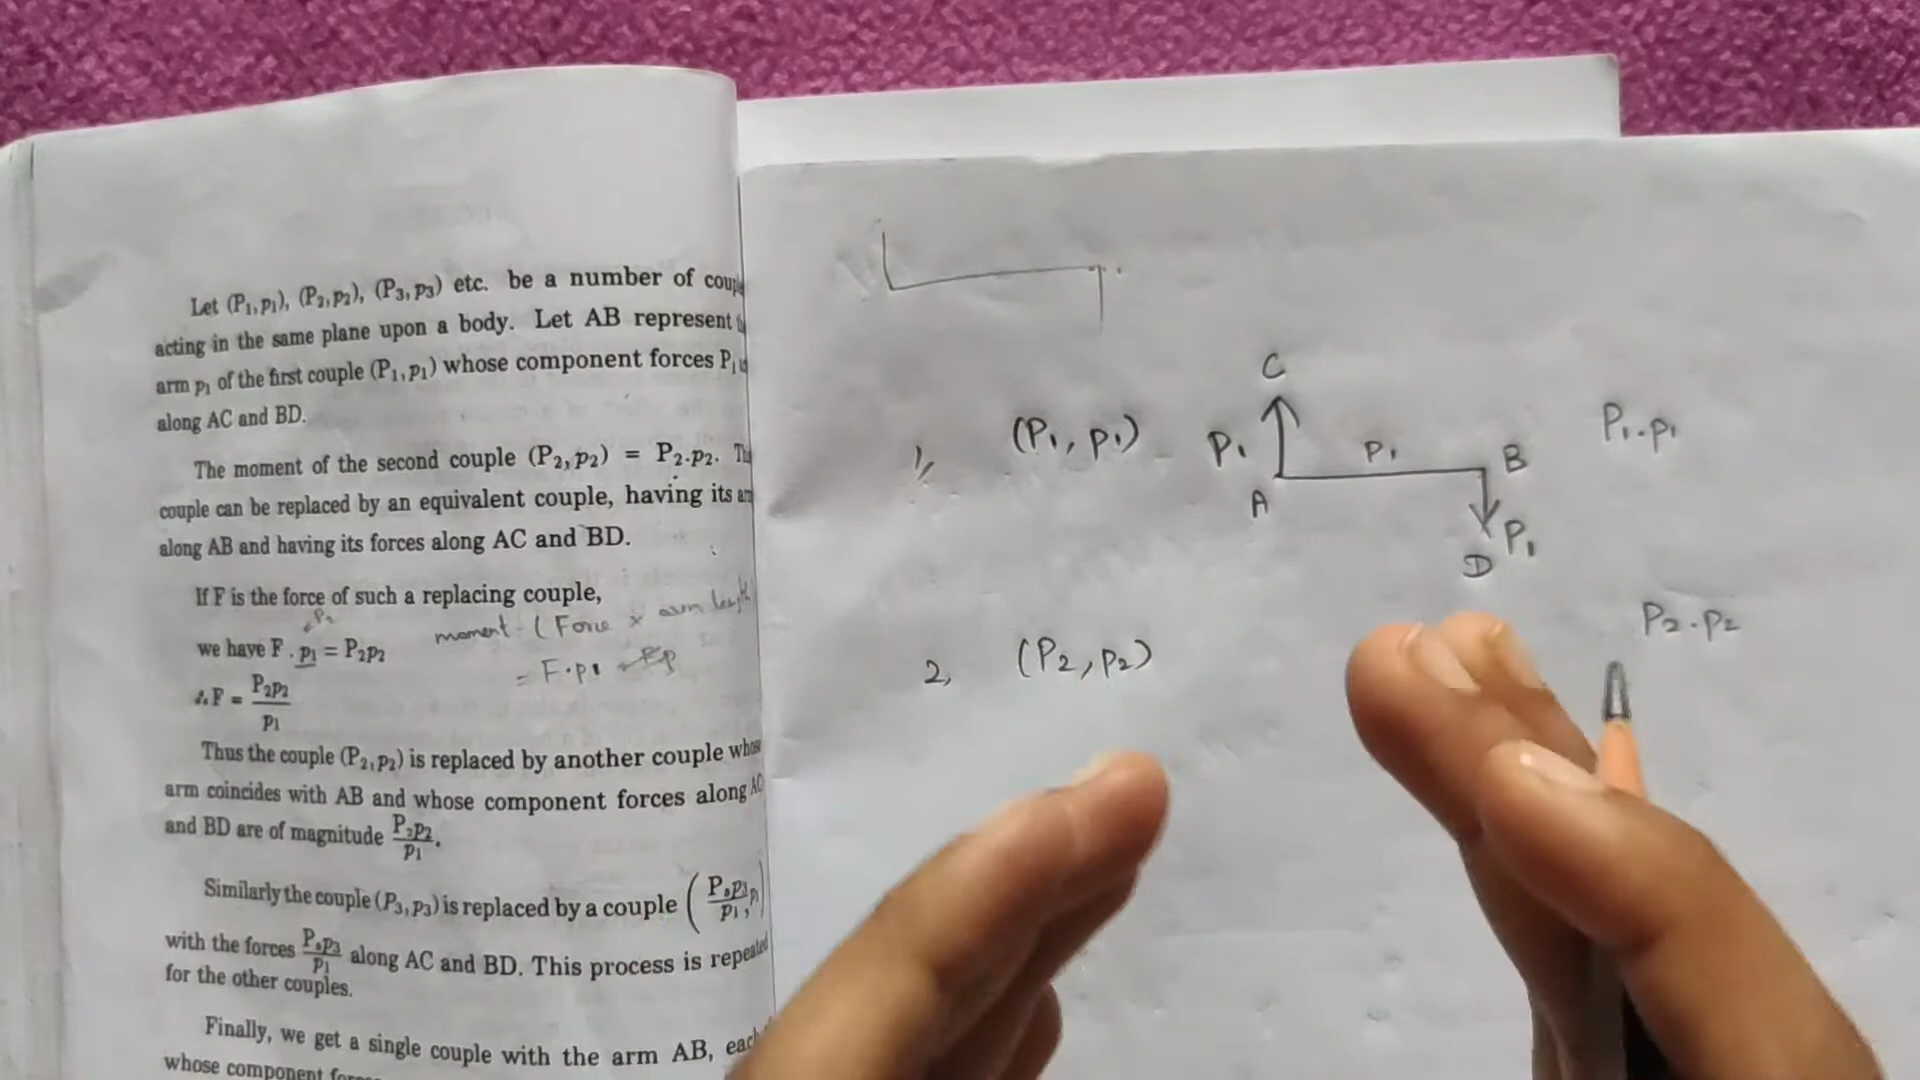 Let (P₁, p₁), (P₂, p₂), (P₃, p₃) etc. be a number of
acting in the same plane upon a body. Let AB represent
arm p₁ of the first couple (P₁, p₁) whose component forces P₁
along AC and BD.
The moment of the second couple (P₂, p₂) = P₂.p₂.
couple can be replaced by an equivalent couple, having its
along AB and having its forces along AC and BD.
If F is the force of such a replacing couple,
we have F . p₁ = P₂p₂
moment - ( Force × arm length
= F.p₁
∴ F = P₂p₂ / p₁
Thus the couple (P₂, p₂) is replaced by another couple
arm coincides with AB and whose component forces along
and BD are of magnitude P₂p₂ / p₁.
Similarly the couple (P₃, p₃) is replaced by a couple
with the forces P₃p₃ / p₁ along AC and BD. This process is
for the other couples.
Finally, we get a single couple with the arm AB,
whose component
C
1, (P₁, p₁) P₁ p₁ B P₁.p₁
A
P₁
D
2, (P₂, p₂) P₂.p₂